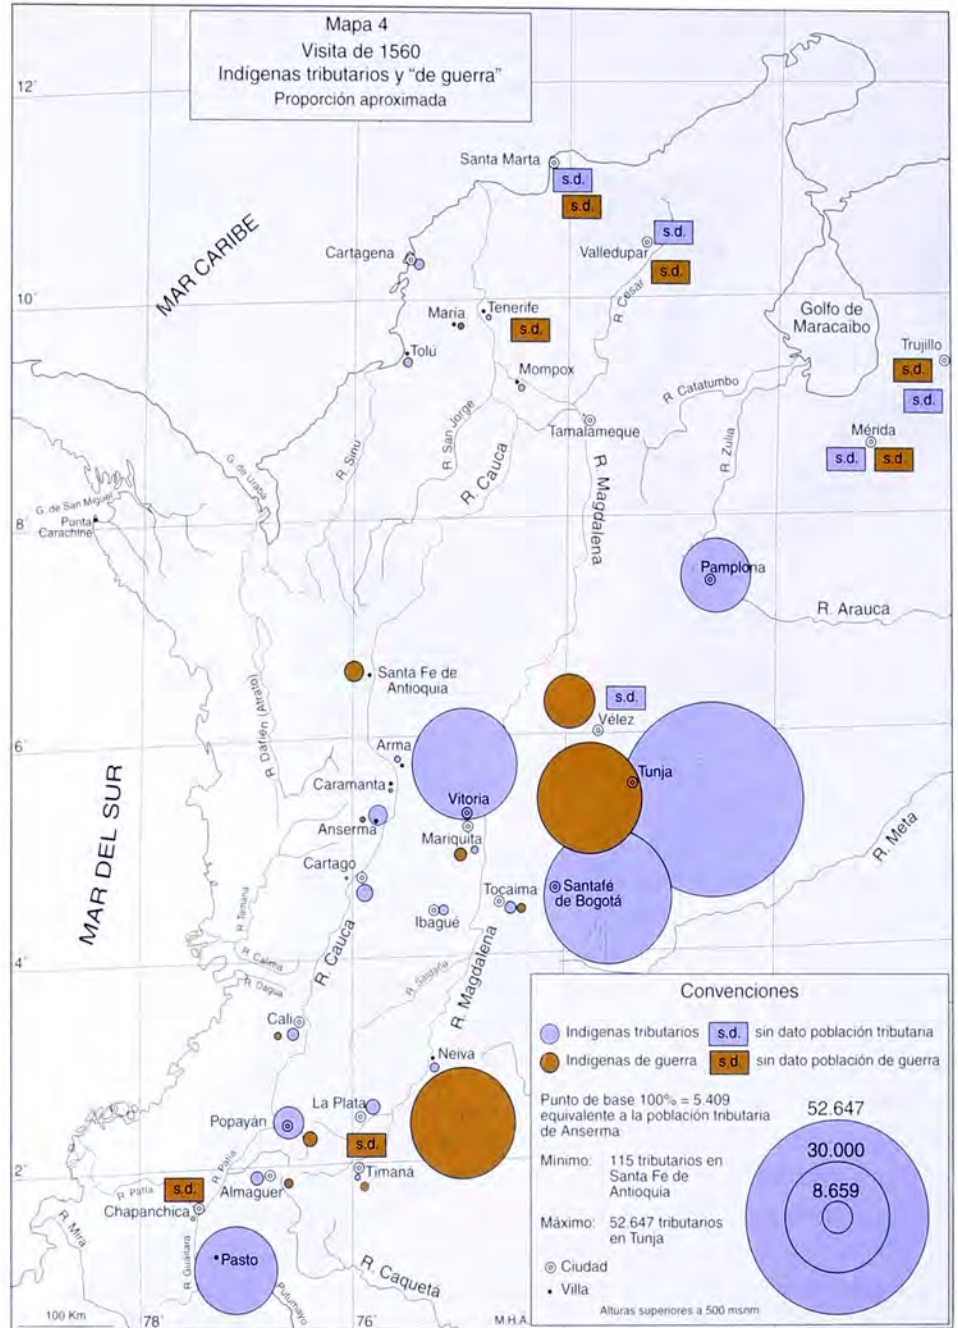 Mapa 4
Visita de 1560
Indígenas tributarios y “de guerra”
Proporción aproximada
12°
Santa Marta
s.d.
s.d.
MAR CARIBE
Cartagena
Valledupar
s.d.
s.d.
R. Cesar
10°
María
Tenerife
s.d.
Golfo de
Maracaibo
Trujillo
s.d.
s.d.
Tolú
Mompox
R. Catatumbo
Tamalameque
Mérida
s.d.
s.d.
R. Sinú
R. San Jorge
R. Cauca
R. Magdalena
R. Zulia
G. de Urabá
G. de San Miguel
Punta
Carachine
8°
Pamplona
R. Arauca
Santa Fe de
Antioquia
s.d.
Vélez
R. Darién (Atrato)
6°
Arma
Caramanta
Vitoria
Tunja
Anserma
Mariquita
R. Meta
MAR DEL SUR
Cartago
Tocaima
Santafé
de Bogotá
Ibagué
R. Tamaná
R. Cauca
R. Magdalena
R. Calima
4°
R. Dagua
R. Saldaña
Cali
Neiva
La Plata
Popayán
s.d.
2°
Timaná
R. Patía
R. Patía
s.d.
Almaguer
Chapanchica
R. Mira
R. Guáitara
Pasto
Putumayo
R. Caquetá
100 Km
78°
76°
M.H.A.
Convenciones
Indígenas tributarios
s.d.
sin dato población tributaria
Indígenas de guerra
s.d.
sin dato población de guerra
Punto de base 100% = 5.409
equivalente a la población tributaria
de Anserma
52.647
30.000
8.659
Mínimo: 115 tributarios en
Santa Fe de
Antioquia
Máximo: 52.647 tributarios
en Tunja
Ciudad
Villa
Alturas superiores a 500 msnm